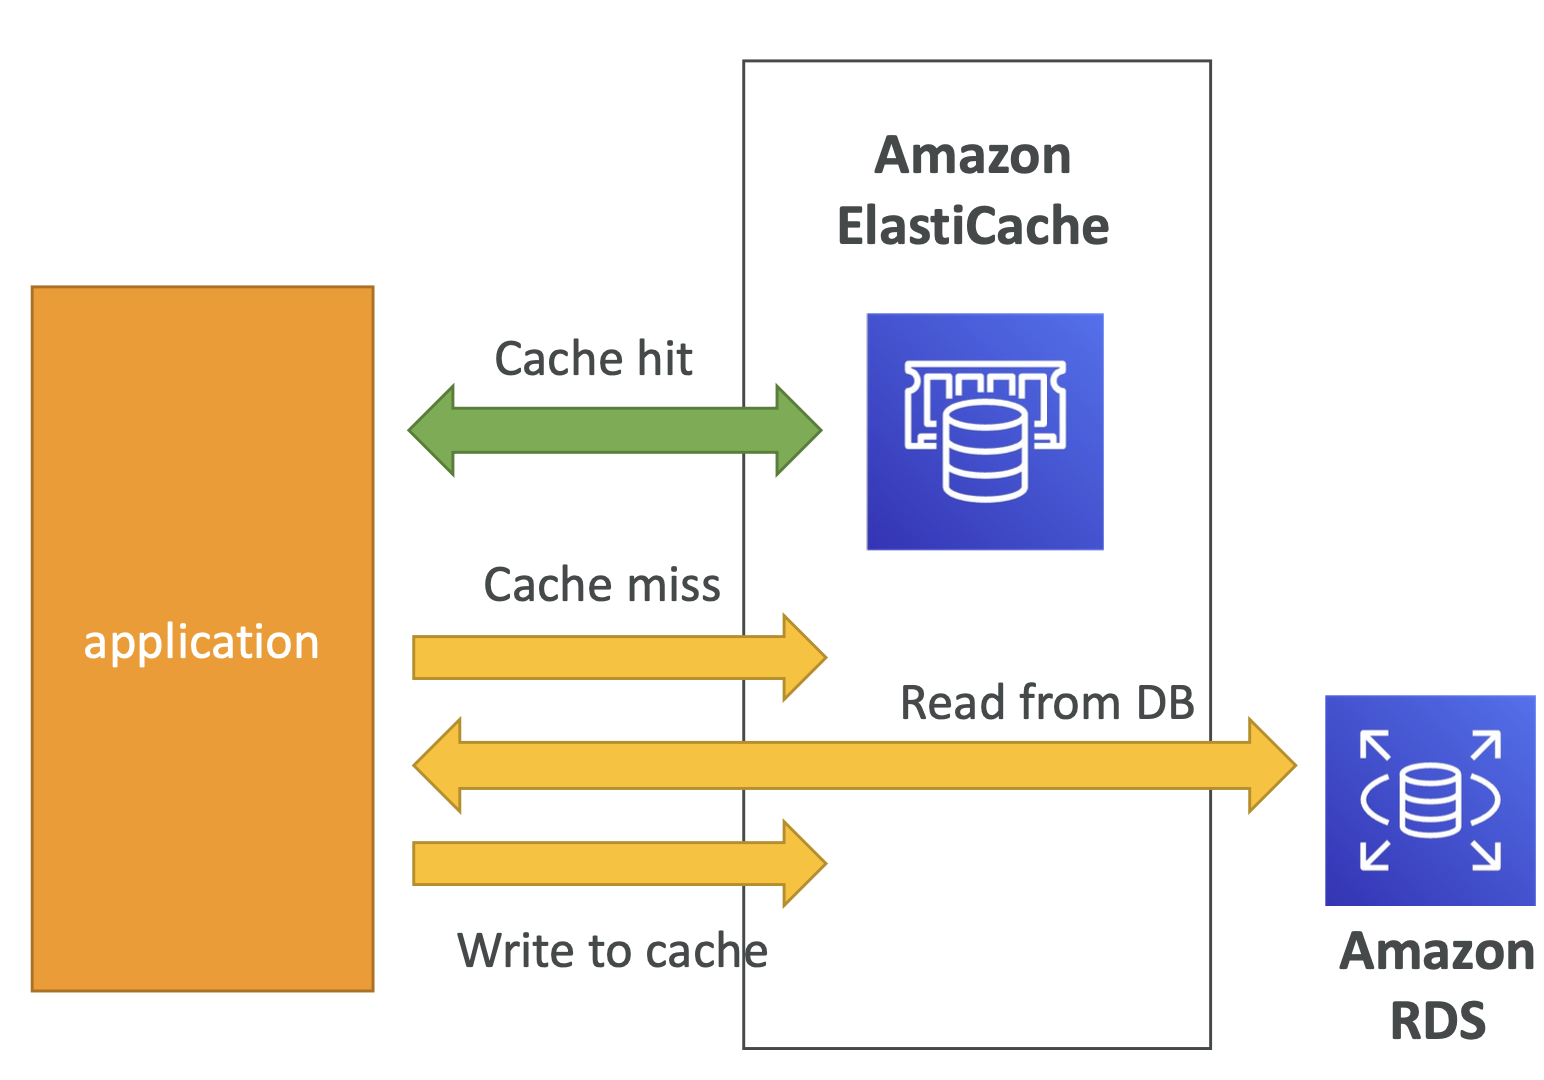 Amazon
ElastiCache
Cache hit
Cache miss
application
Read from DB
Write to cache
Amazon
RDS